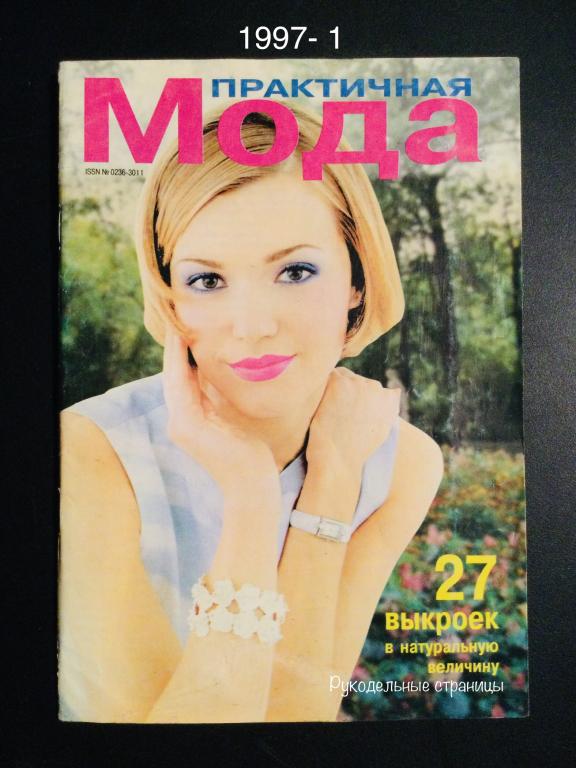 1997- 1
ПРАКТИЧНАЯ
Мода
ISSN № 0236-3011
27
выкроек
в натуральную
величину
Рукодельные страницы